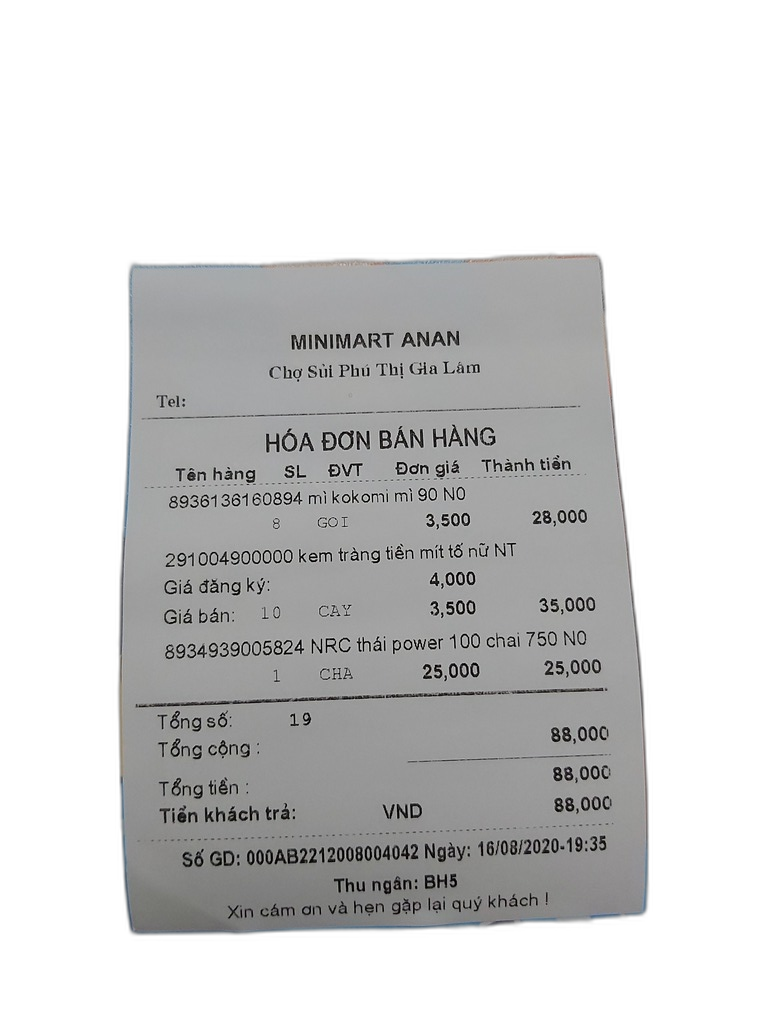 MINIMART ANAN
Chợ Sủi Phú Thị Gia Lâm
Tel:
HÓA ĐƠN BÁN HÀNG
Tên hàng SL ĐVT Đơn giá Thành tiền
8936136160894 mì kokomi mì 90 N0
8 GOI 3,500 28,000
291004900000 kem tràng tiền mít tố nữ NT
Giá đăng ký: 4,000
Giá bán: 10 CAY 3,500 35,000
8934939005824 NRC thái power 100 chai 750 N0
1 CHA 25,000 25,000
Tổng số: 19
Tổng cộng : 88,000
Tổng tiền : 88,000
Tiền khách trả: VND 88,000
Số GD: 000AB2212008004042 Ngày: 16/08/2020-19:35
Thu ngân: BH5
Xin cám ơn và hẹn gặp lại quý khách !